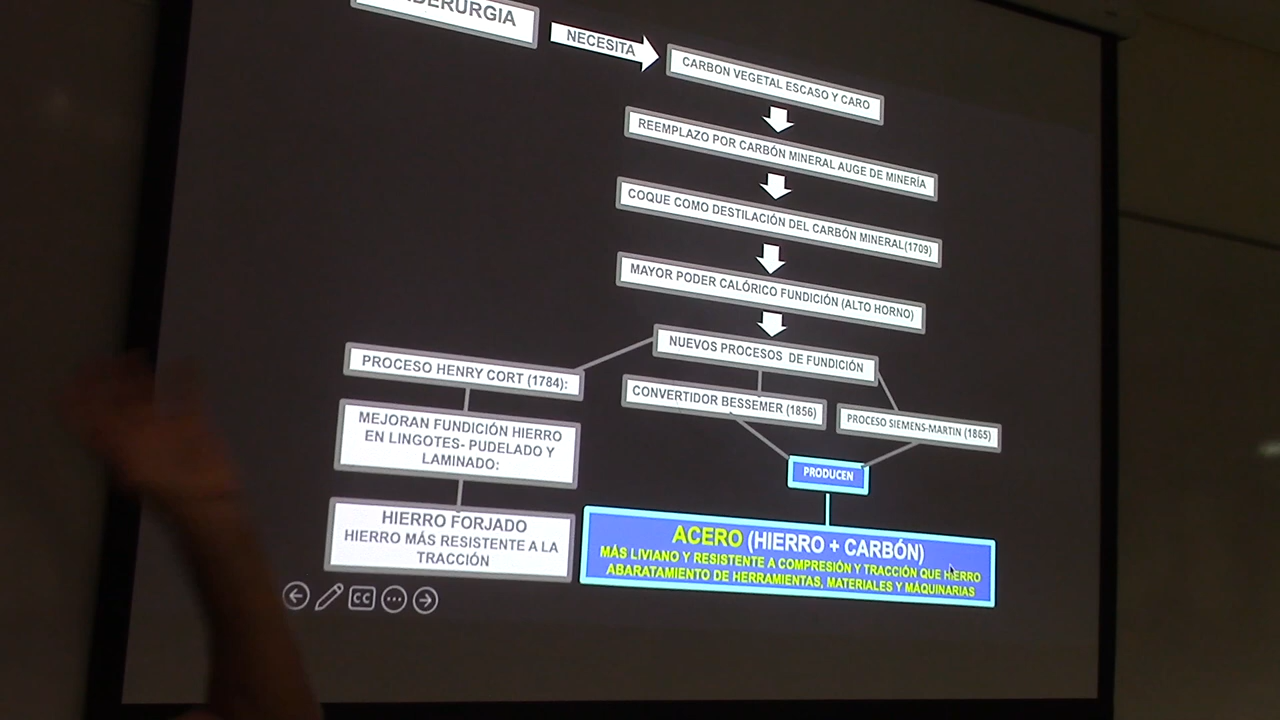 NECESITA
CARBON VEGETAL ESCASO Y CARO
REEMPLAZO POR CARBÓN MINERAL AUGE DE MINERÍA
COQUE COMO DESTILACIÓN DEL CARBÓN MINERAL(1709)
MAYOR PODER CALÓRICO FUNDICIÓN (ALTO HORNO)
NUEVOS PROCESOS DE FUNDICIÓN
PROCESO HENRY CORT (1784):
CONVERTIDOR BESSEMER (1856)
PROCESO SIEMENS-MARTIN (1865)
MEJORAN FUNDICIÓN HIERRO
EN LINGOTES- PUDELADO Y
LAMINADO:
PRODUCEN
HIERRO FORJADO
HIERRO MÁS RESISTENTE A LA
TRACCIÓN
ACERO (HIERRO + CARBÓN)
MÁS LIVIANO Y RESISTENTE A COMPRESIÓN Y TRACCIÓN QUE HIERRO
ABARATAMIENTO DE HERRAMIENTAS, MATERIALES Y MÁQUINARIAS
CC